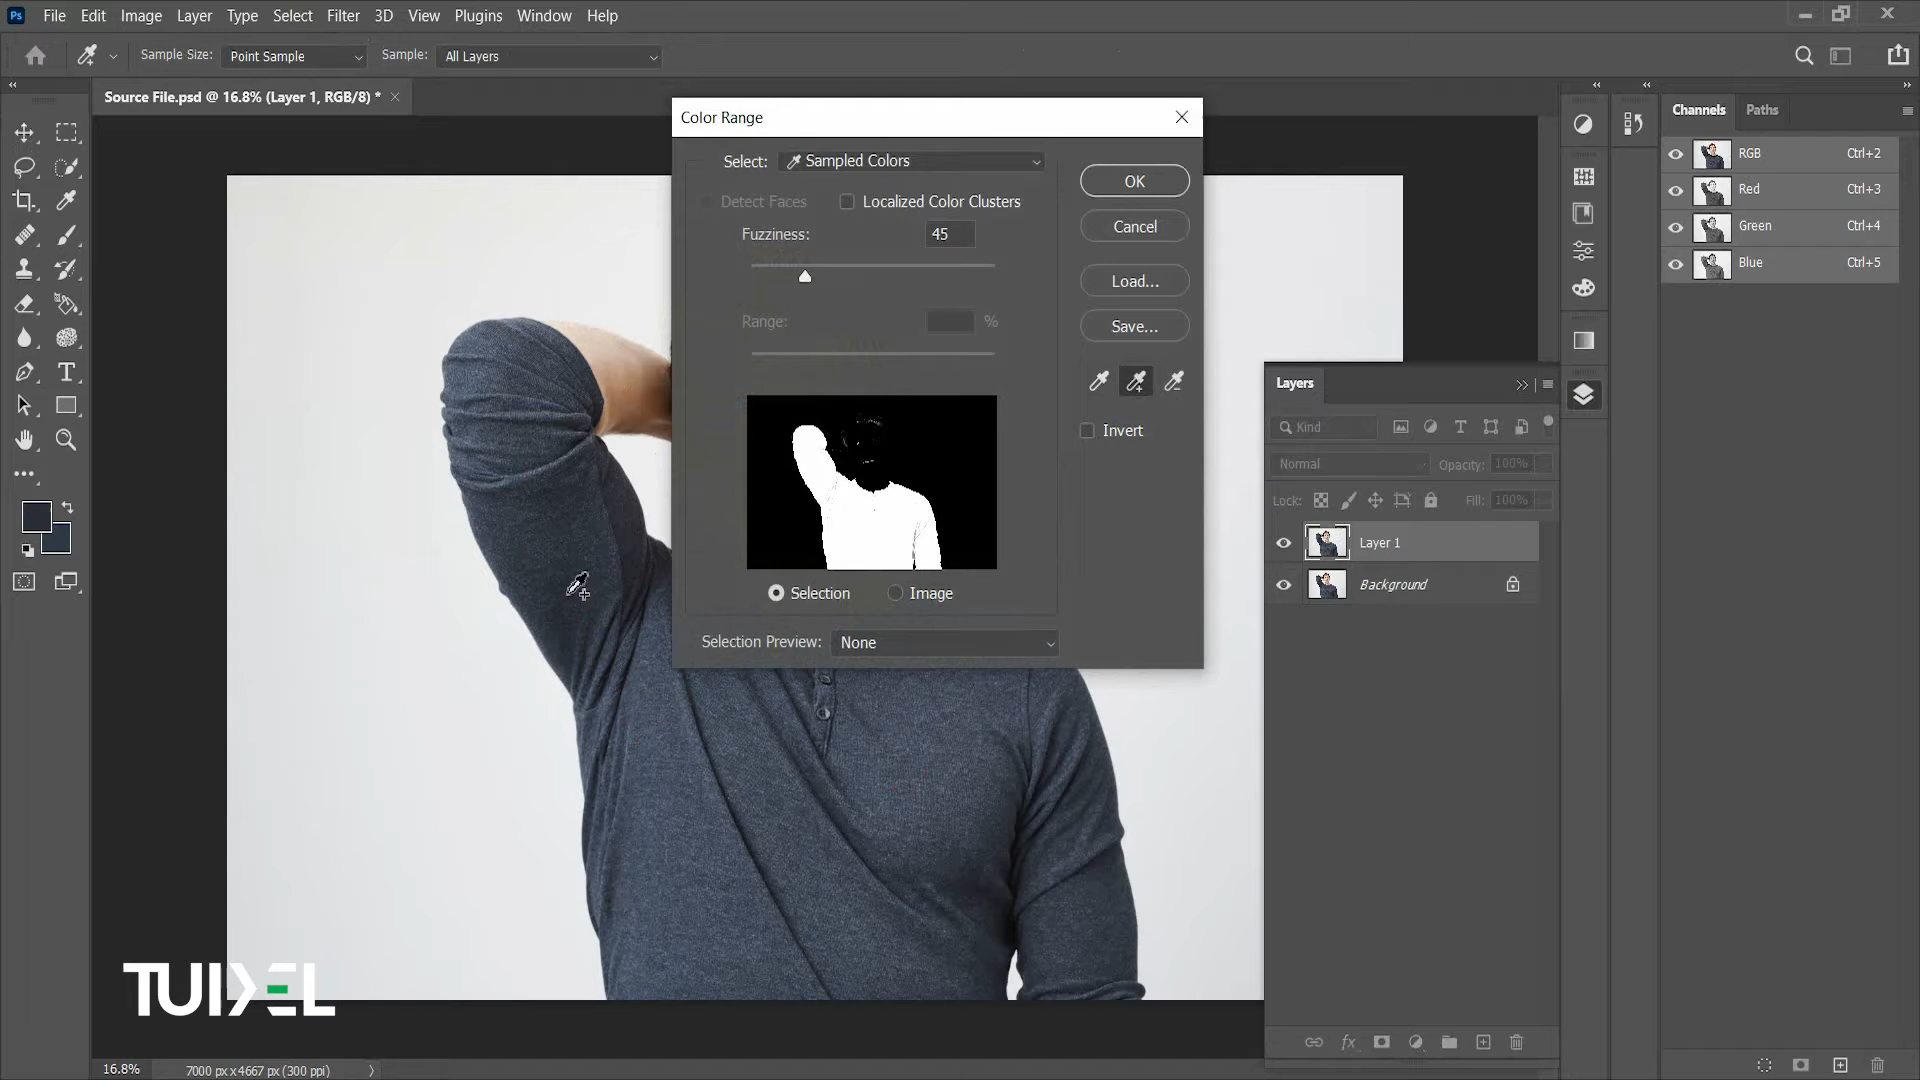 Ps File Edit Image Layer Type Select Filter 3D View Plugins Window Help
Sample Size: Point Sample Sample: All Layers
Source File.psd @ 16.8% (Layer 1, RGB/8) *
Color Range
Select: Sampled Colors
Detect Faces Localized Color Clusters
Fuzziness: 45
Range: %
Selection Image
Selection Preview: None
OK
Cancel
Load...
Save...
Invert
Channels Paths
RGB Ctrl+2
Red Ctrl+3
Green Ctrl+4
Blue Ctrl+5
Layers
Kind
Normal Opacity: 100%
Lock: Fill: 100%
Layer 1
Background
fx
TUIDEL
16.8% 7000 px x 4667 px (300 ppi)